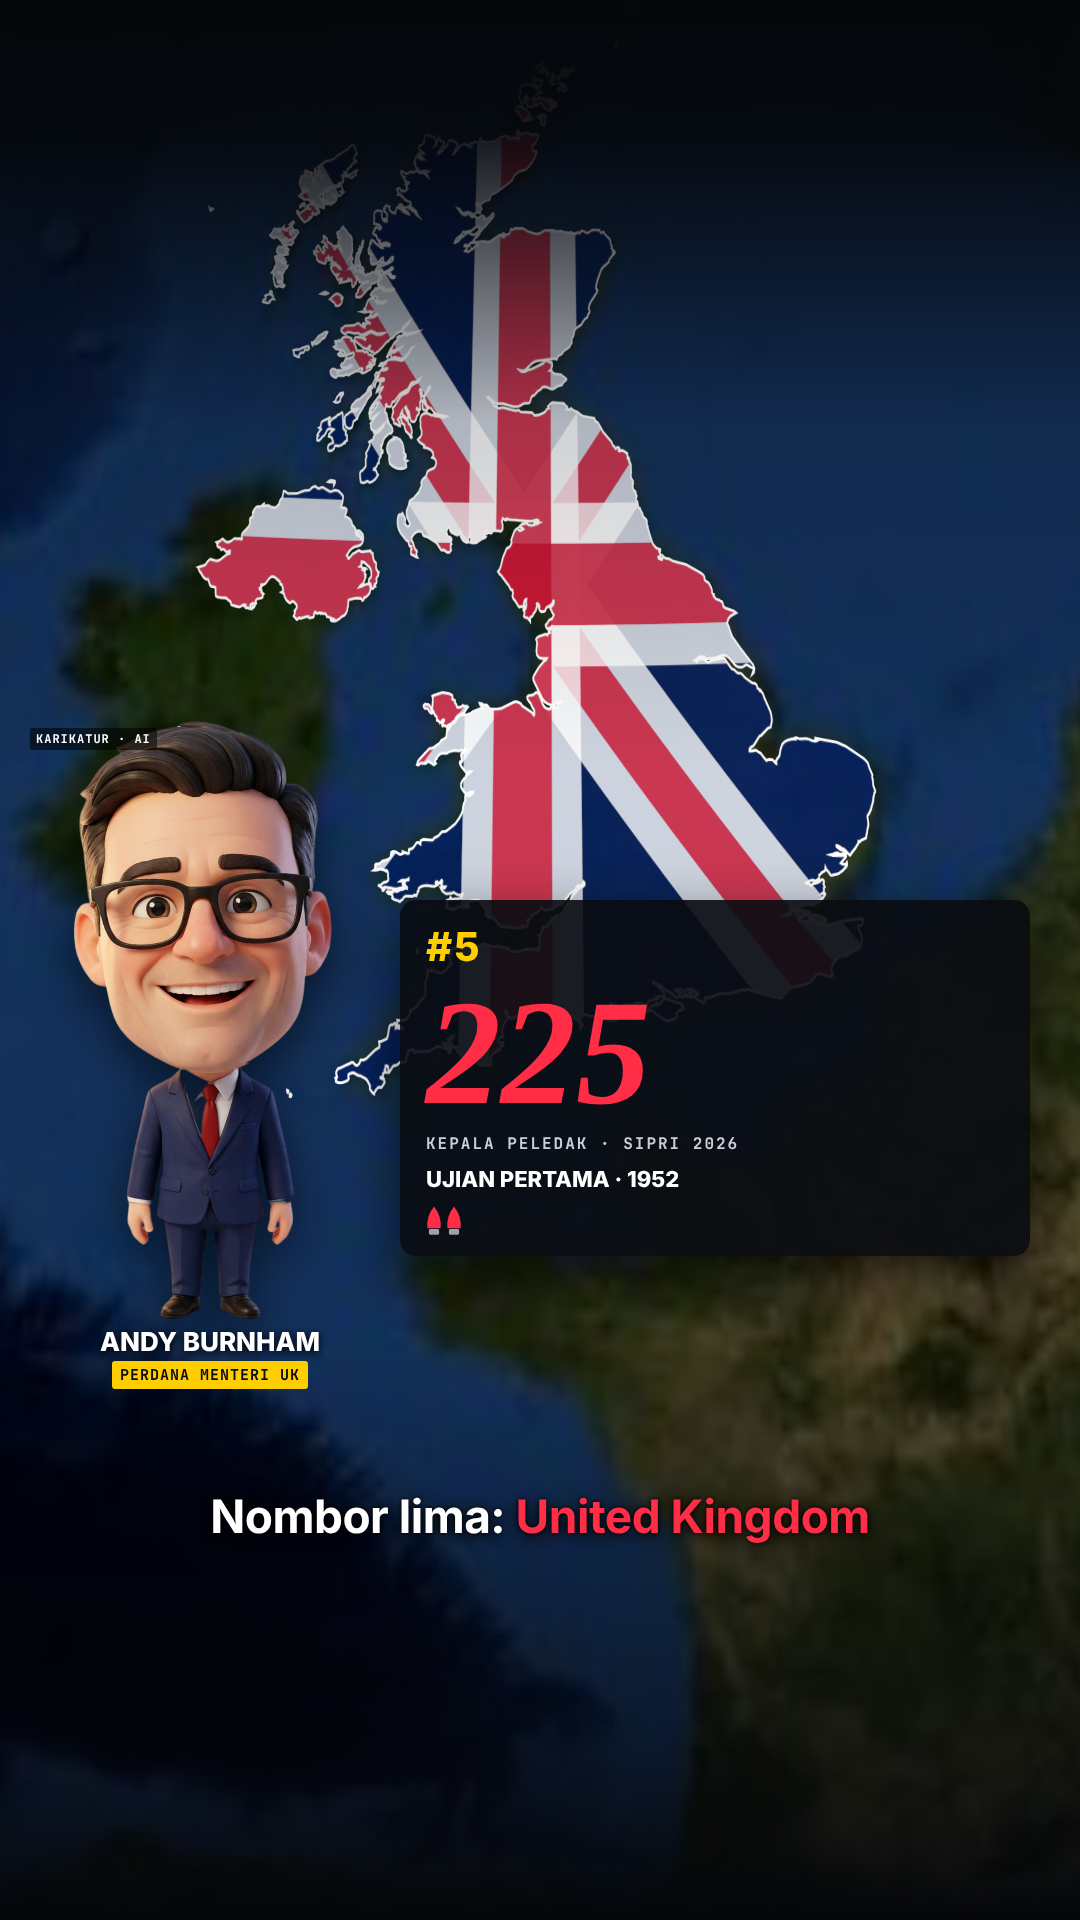 KARIKATUR · AI
#5
225
KEPALA PELEDAK · SIPRI 2026
UJIAN PERTAMA · 1952
ANDY BURNHAM
PERDANA MENTERI UK
Nombor lima: United Kingdom